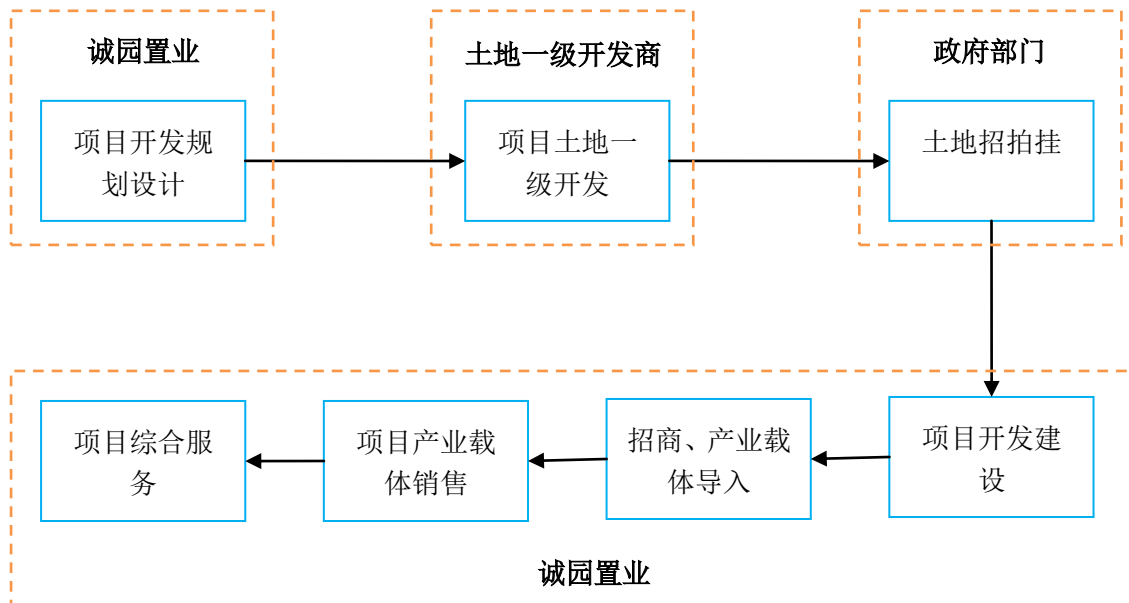 诚园置业
项目开发规
划设计
土地一级开发商
项目土地一
级开发
政府部门
土地招拍挂
项目综合服
务
项目产业载
体销售
招商、产业载
体导入
项目开发建
设
诚园置业